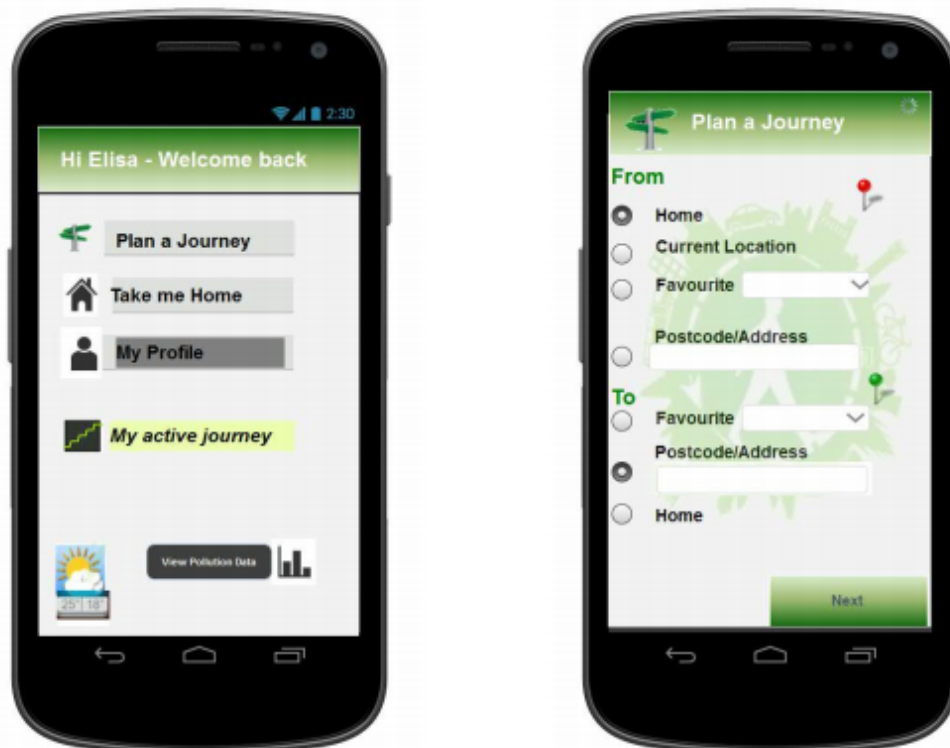 2:30
Hi Elisa - Welcome back
Plan a Journey
Take me Home
My Profile
My active journey
View Pollution Data
25° 18°
Plan a Journey
From
Home
Current Location
Favourite
Postcode/Address
To
Favourite
Postcode/Address
Home
Next